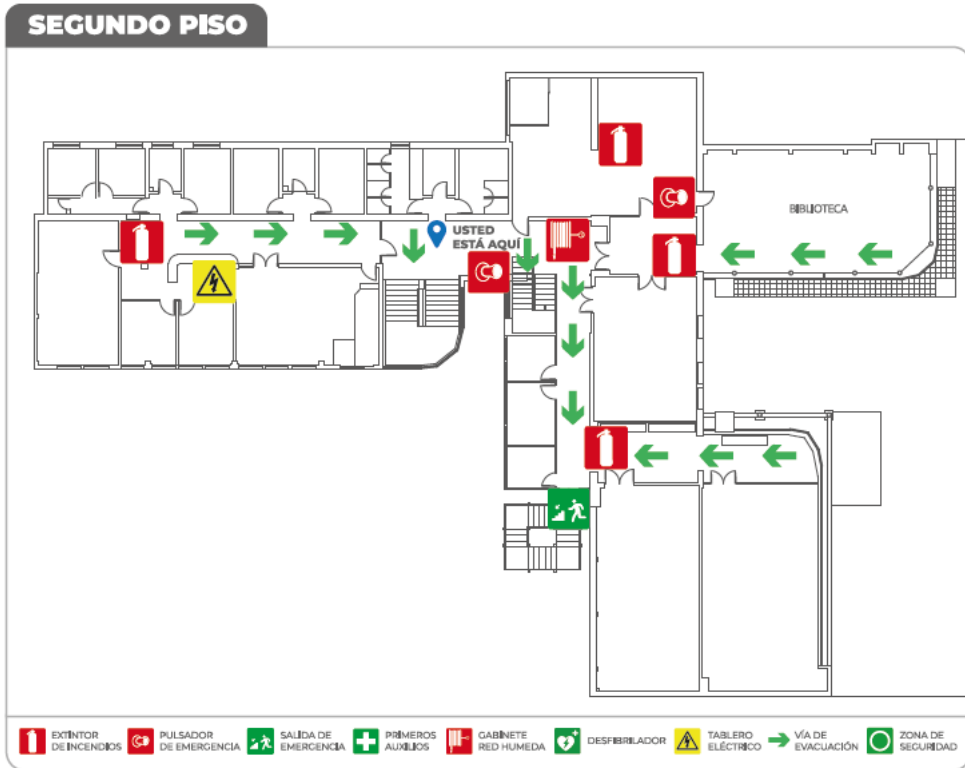 SEGUNDO PISO
BIBLIOTECA
USTED
ESTÁ AQUÍ
EXTINTOR
DE INCENDIOS
PULSADOR
DE EMERGENCIA
SALIDA DE
EMERGENCIA
PRIMEROS
AUXILIOS
GABINETE
RED HUMEDA
DESFIBRILADOR
TABLERO
ELÉCTRICO
VÍA DE
EVACUACIÓN
ZONA DE
SEGURIDAD